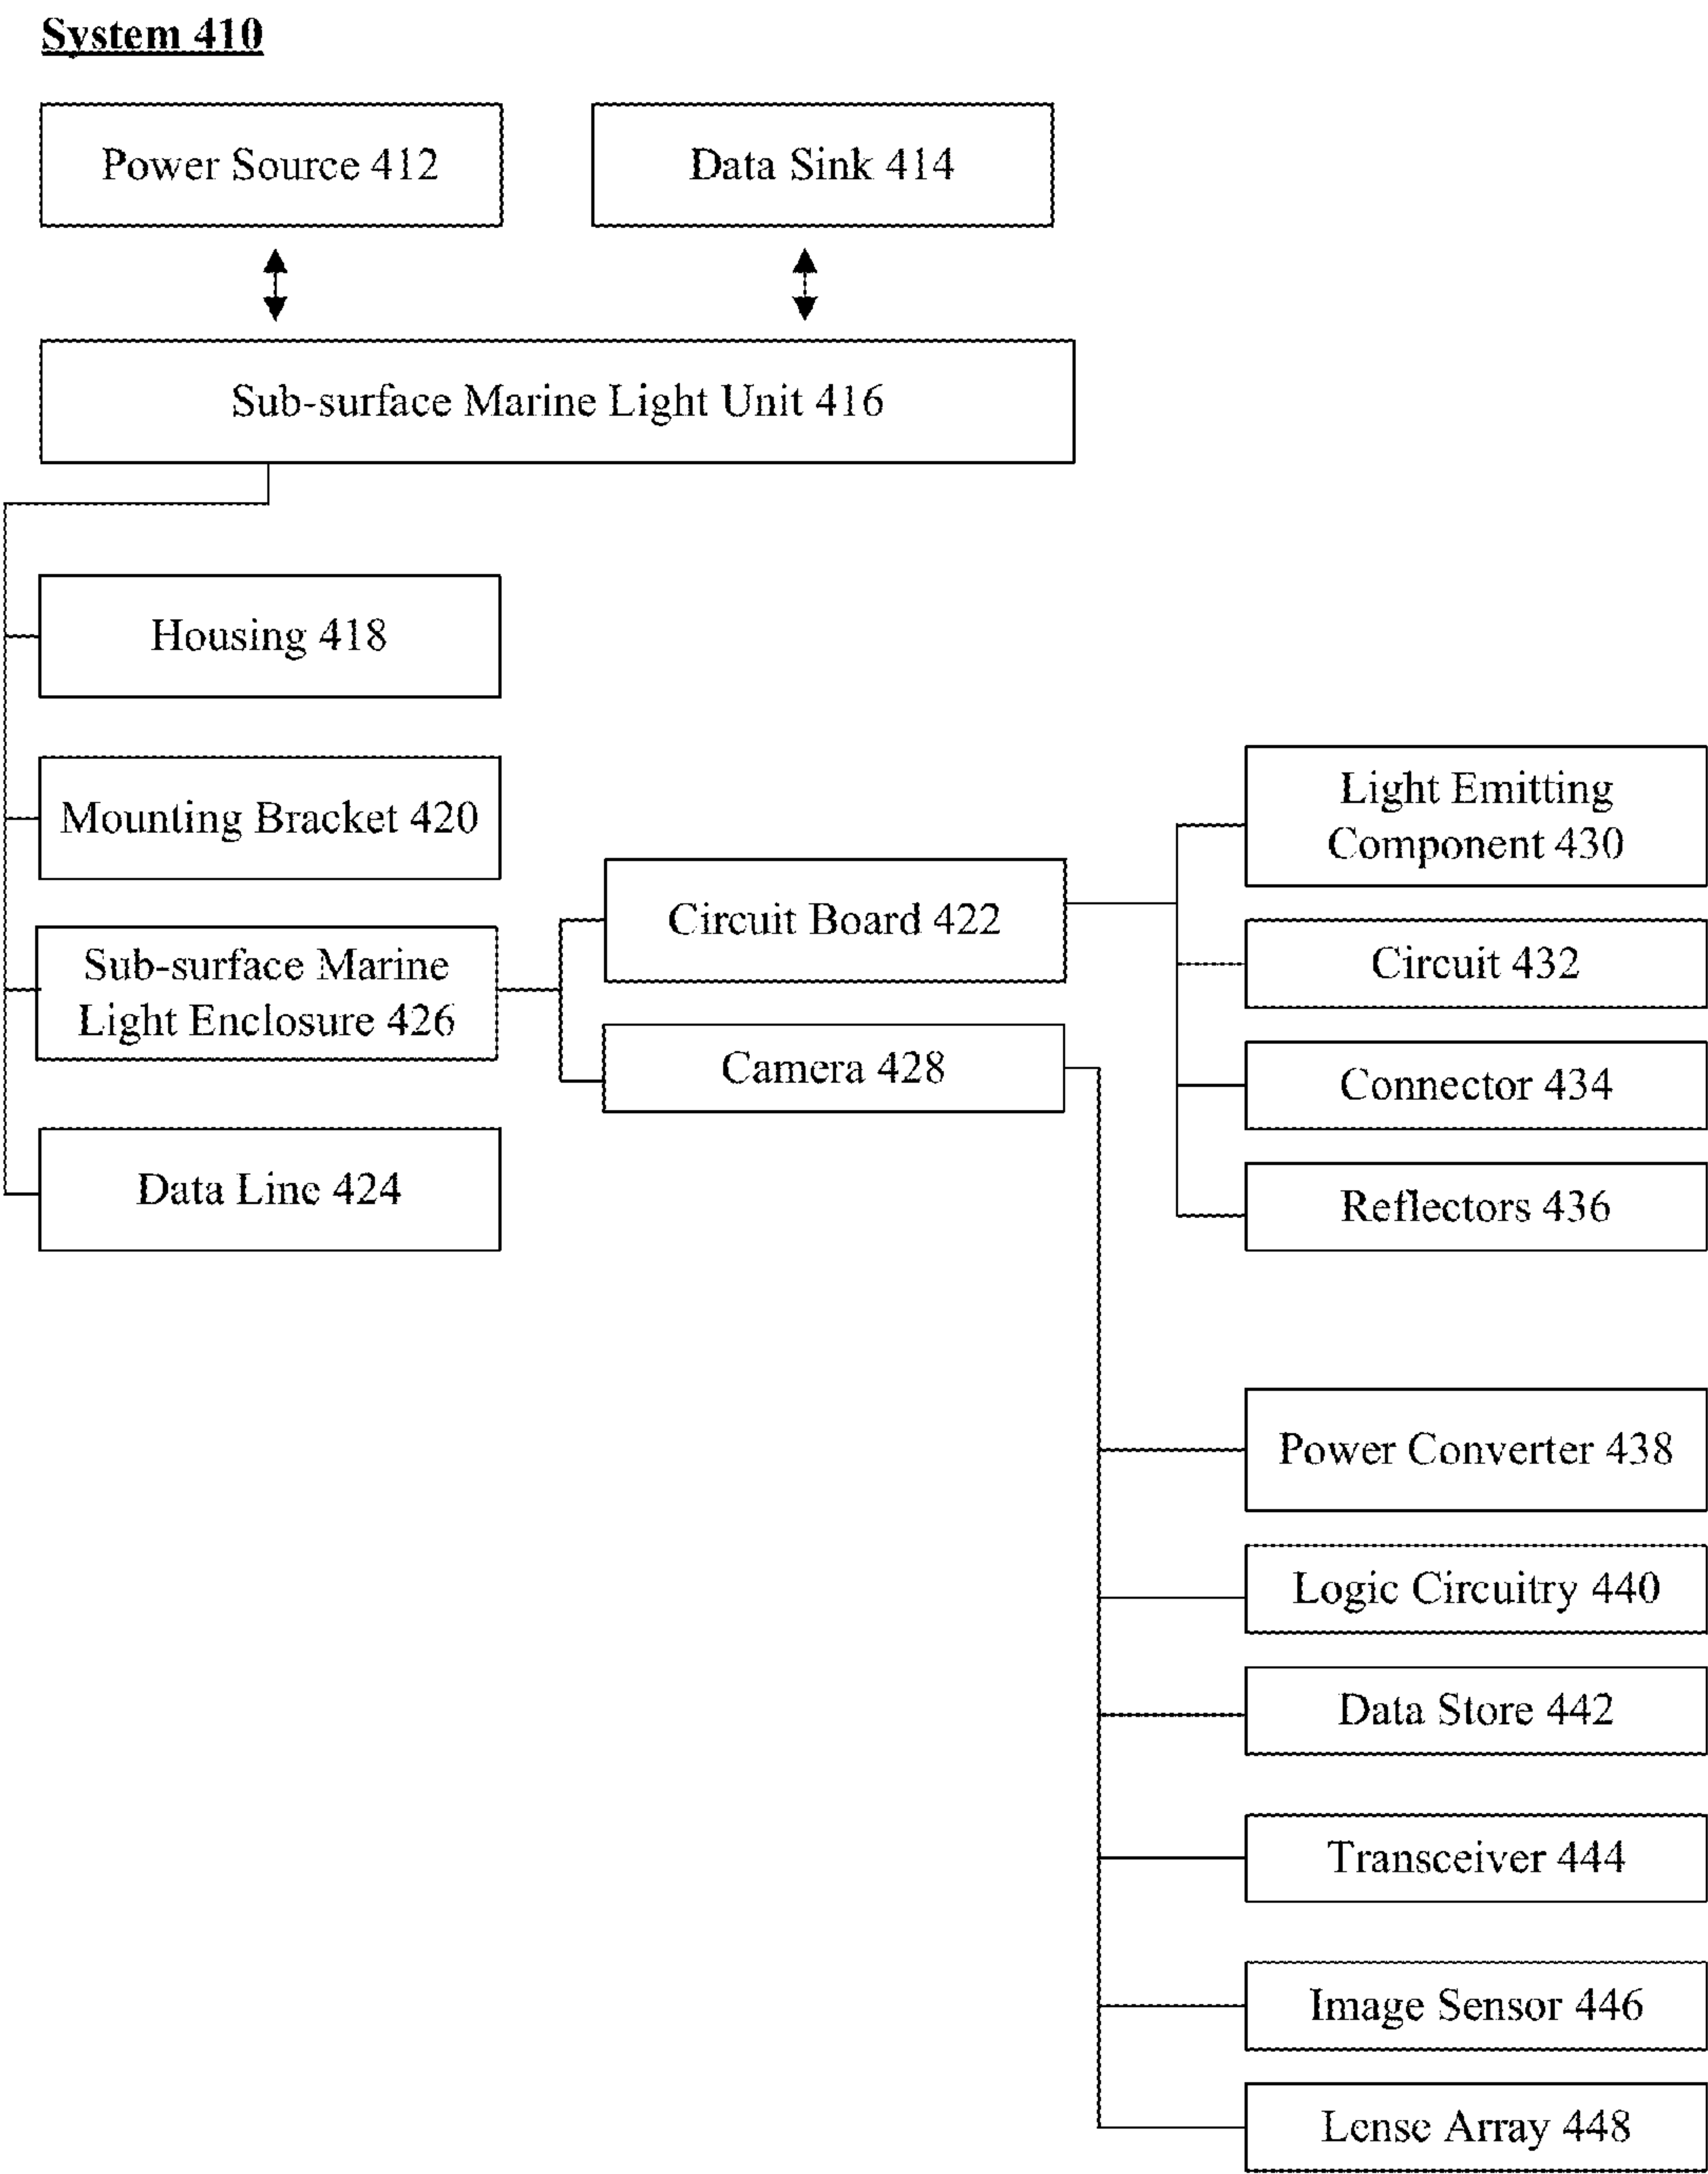 System 410
Power Source 412
Data Sink 414
Sub-surface Marine Light Unit 416
Housing 418
Mounting Bracket 420
Sub-surface Marine
Light Enclosure 426
Data Line 424
Circuit Board 422
Camera 428
Light Emitting
Component 430
Circuit 432
Connector 434
Reflectors 436
Power Converter 438
Logic Circuitry 440
Data Store 442
Transceiver 444
Image Sensor 446
Lense Array 448